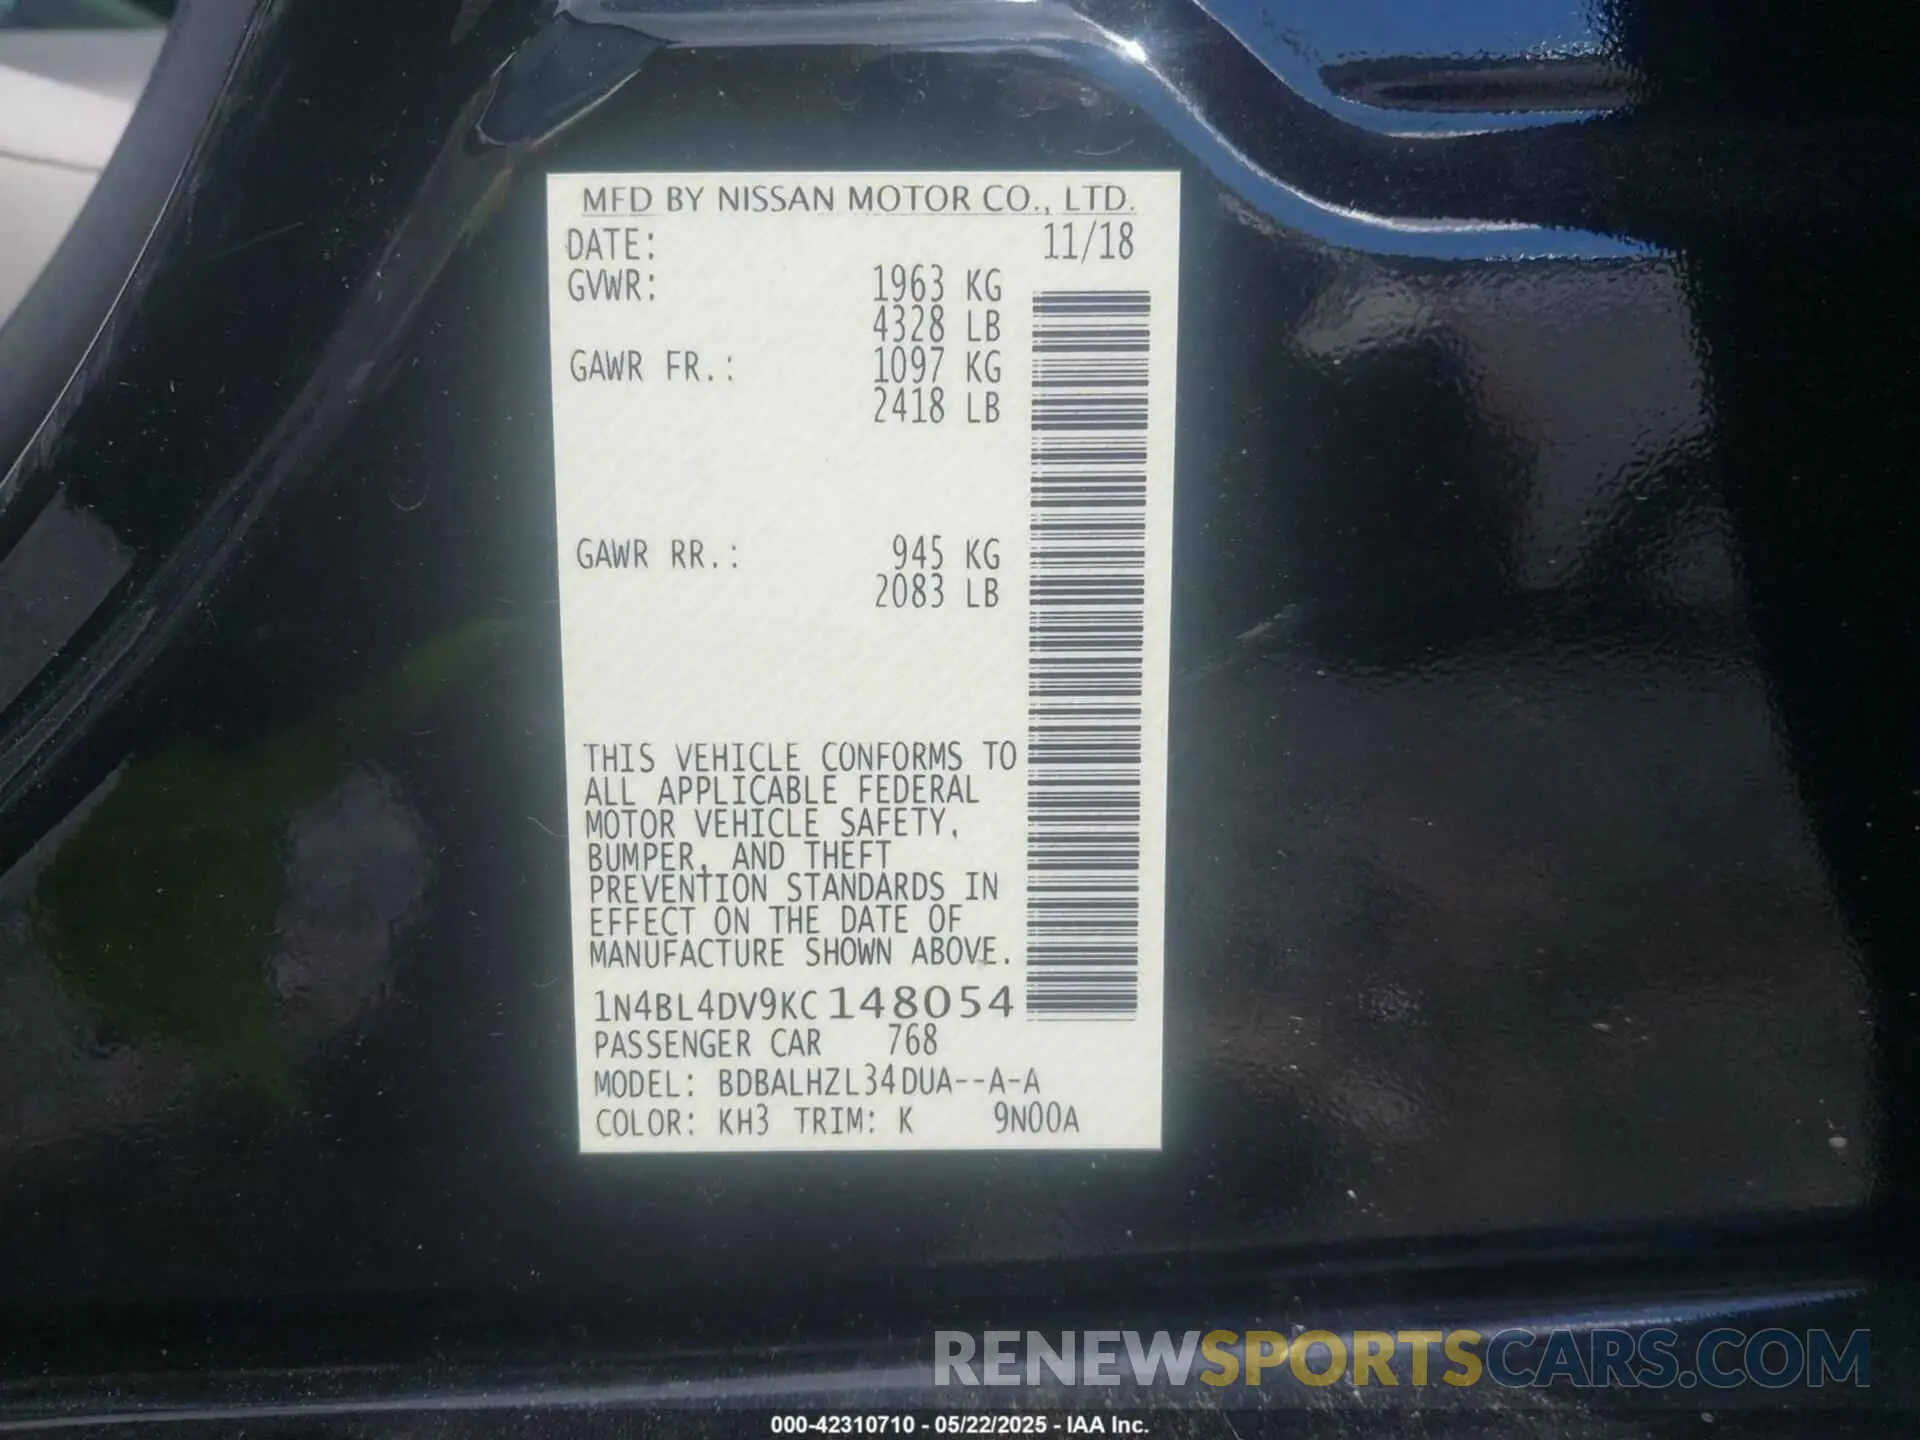 MFD BY NISSAN MOTOR CO., LTD.
DATE: 11/18
GVWR: 1963 KG
4328 LB
GAWR FR.: 1097 KG
2418 LB
GAWR RR.: 945 KG
2083 LB
THIS VEHICLE CONFORMS TO
ALL APPLICABLE FEDERAL
MOTOR VEHICLE SAFETY,
BUMPER, AND THEFT
PREVENTION STANDARDS IN
EFFECT ON THE DATE OF
MANUFACTURE SHOWN ABOVE.
1N4BL4DV9KC148054
PASSENGER CAR 768
MODEL: BDBALHZL34DUA--A-A
COLOR: KH3 TRIM: K 9N00A
RENEWSPORTSCARS.COM
000-42310710 - 05/22/2025 - IAA Inc.